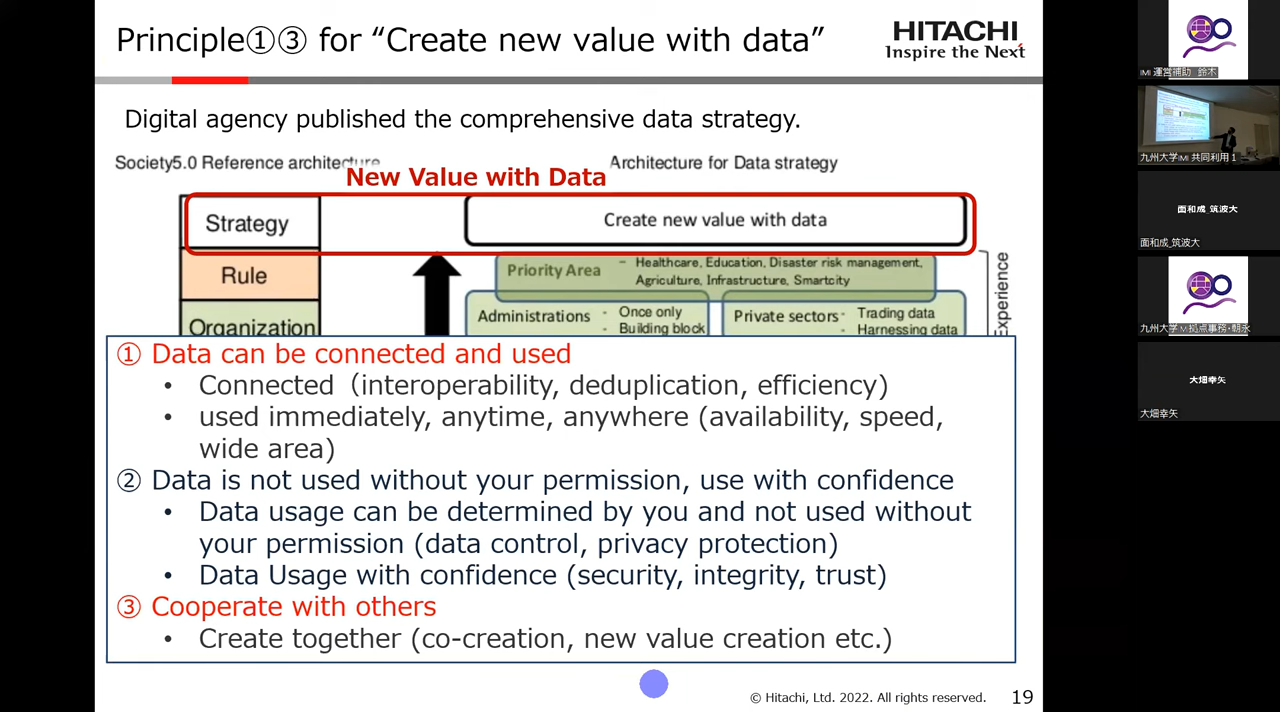 Principle①③ for “Create new value with data”
HITACHI
Inspire the Next
Digital agency published the comprehensive data strategy.
Society5.0 Reference architecture
Architecture for Data strategy
New Value with Data
Strategy
Create new value with data
Rule
Priority Area
– Healthcare, Education, Disaster risk management,
Agriculture, Infrastructure, Smartcity
Organization
Administrations
- Once only
- Building block
Private sectors
- Trading data
- Harnessing data
Experience
① Data can be connected and used
• Connected（interoperability, deduplication, efficiency)
• used immediately, anytime, anywhere (availability, speed,
wide area)
② Data is not used without your permission, use with confidence
• Data usage can be determined by you and not used without
your permission (data control, privacy protection)
• Data Usage with confidence (security, integrity, trust)
③ Cooperate with others
• Create together (co-creation, new value creation etc.)
© Hitachi, Ltd. 2022. All rights reserved.
19
IMI 運営補助 鈴木
九州大学IMI 共同利用１
面和成_筑波大
面和成_筑波大
九州大学 拠点事務・朝永
大畑幸矢
大畑幸矢